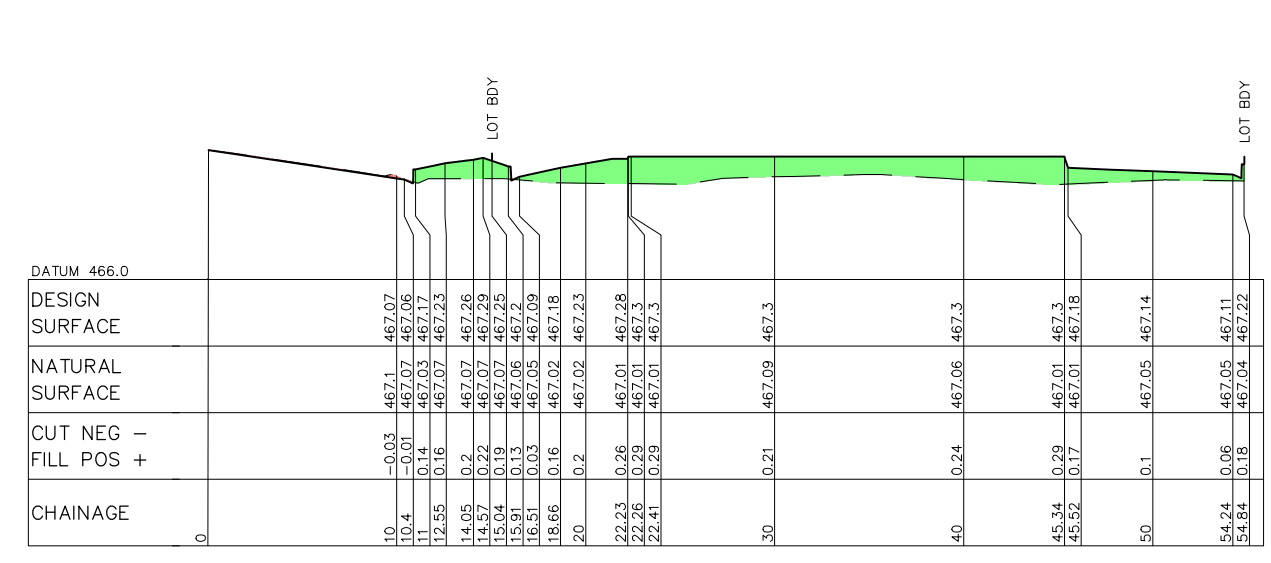 LOT BDY
LOT BDY
DATUM 466.0
DESIGN
SURFACE
467.07 467.06 467.17 467.23 467.26 467.29 467.25 467.2 467.09 467.18 467.23 467.28 467.3 467.3 467.3 467.3 467.3 467.18 467.14 467.11 467.22
NATURAL
SURFACE
467.1 467.07 467.03 467.07 467.07 467.07 467.07 467.06 467.05 467.02 467.02 467.01 467.01 467.01 467.09 467.06 467.01 467.01 467.05 467.05 467.04
CUT NEG −
FILL POS +
−0.03 −0.01 0.14 0.16 0.2 0.22 0.19 0.13 0.03 0.16 0.2 0.26 0.29 0.29 0.21 0.24 0.29 0.17 0.1 0.06 0.18
CHAINAGE
0 10 10.4 11 12.55 14.05 14.57 15.04 15.91 16.51 18.66 20 22.23 22.26 22.41 30 40 45.34 45.52 50 54.24 54.84